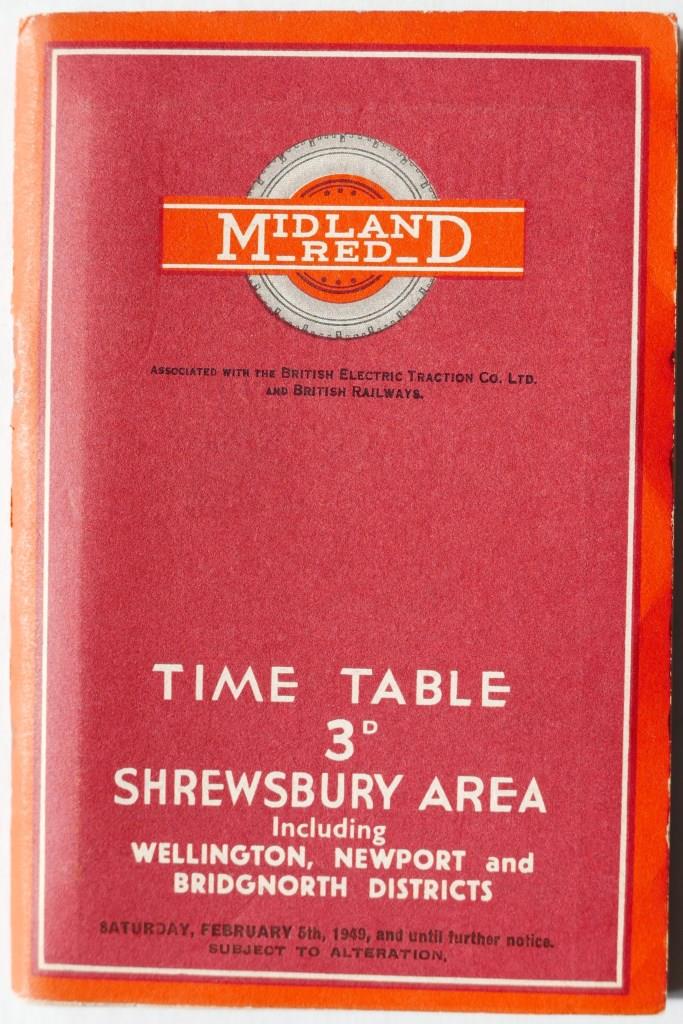 MIDLAND
RED
ASSOCIATED WITH THE BRITISH ELECTRIC TRACTION CO. LTD.
AND BRITISH RAILWAYS.
TIME TABLE
3D
SHREWSBURY AREA
Including
WELLINGTON, NEWPORT and
BRIDGNORTH DISTRICTS
SATURDAY, FEBRUARY 5th, 1949, and until further notice.
SUBJECT TO ALTERATION.